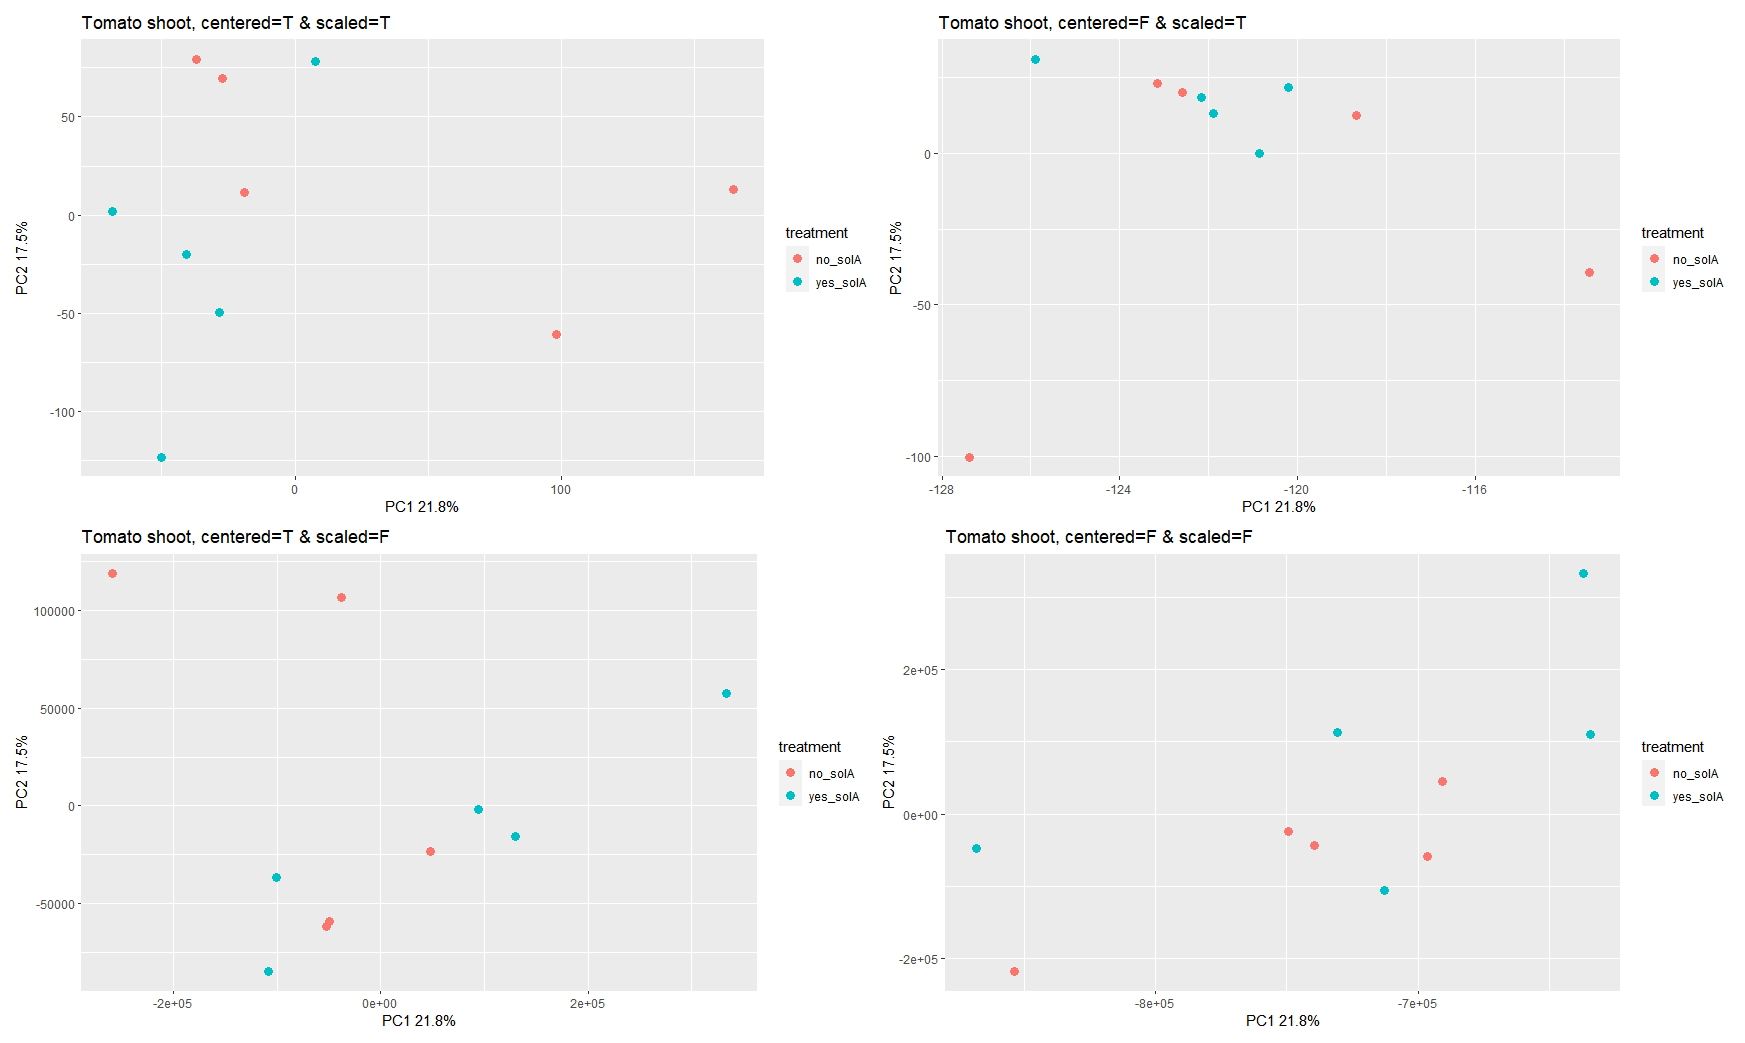 Tomato shoot, centered=T & scaled=T
50
0
-50
-100
PC2 17.5%
0
100
PC1 21.8%
treatment
no_solA
yes_solA
Tomato shoot, centered=F & scaled=T
0
-50
-100
PC2 17.5%
-128
-124
-120
-116
PC1 21.8%
treatment
no_solA
yes_solA
Tomato shoot, centered=T & scaled=F
100000
50000
0
-50000
PC2 17.5%
-2e+05
0e+00
2e+05
PC1 21.8%
treatment
no_solA
yes_solA
Tomato shoot, centered=F & scaled=F
2e+05
0e+00
-2e+05
PC2 17.5%
-8e+05
-7e+05
PC1 21.8%
treatment
no_solA
yes_solA